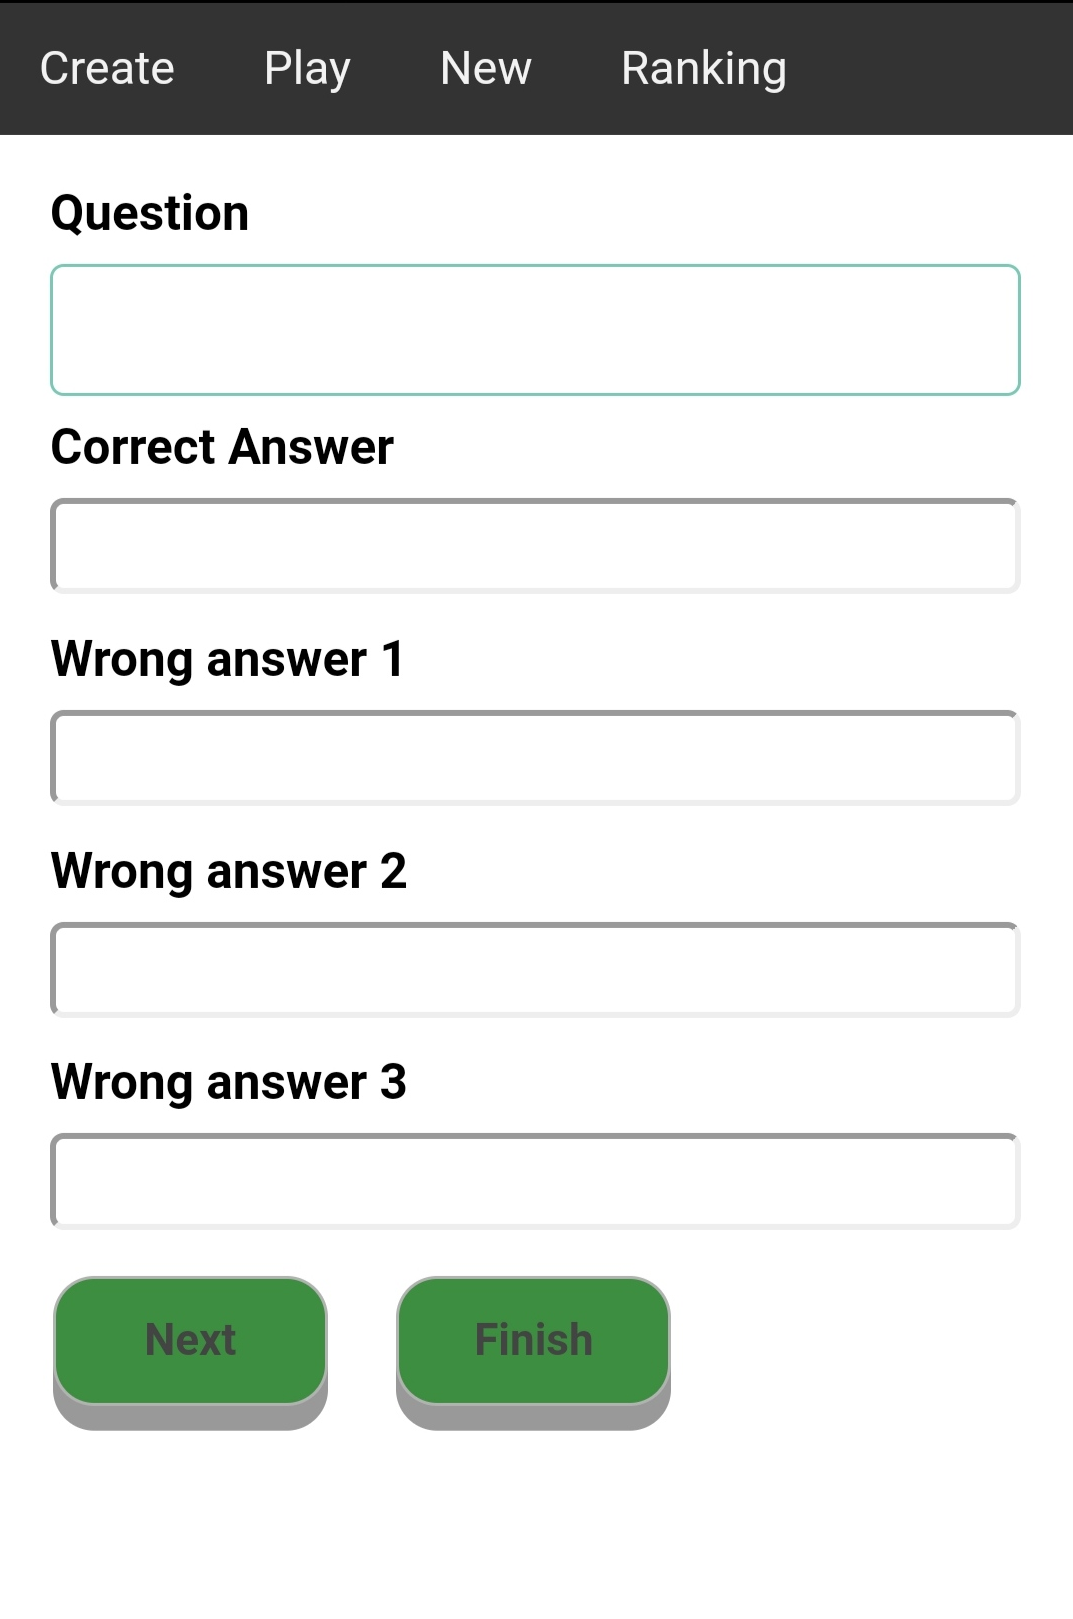 Create Play New Ranking
Question
Correct Answer
Wrong answer 1
Wrong answer 2
Wrong answer 3
Next Finish